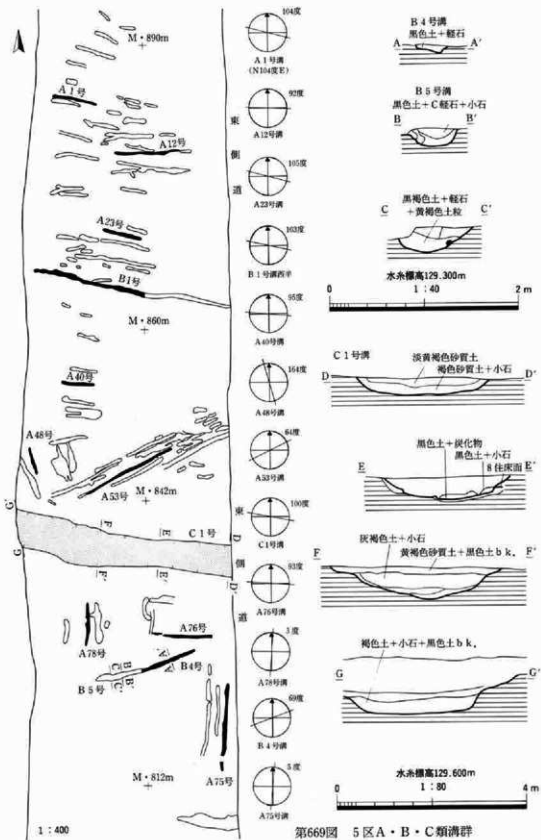 M・890m
A1号
A12号
A23号
B1号
M・860m
A40号
A48号
A53号
M・842m
G'
G
C1号
F
F'
E
E'
D
D'
A78号
A76号
B4号
B5号
A
A'
B
B'
C
C'
A75号
M・812m
1:400
東
側
道
東
側
道
104度
A1号溝
(N104度E)
93度
A12号溝
105度
A23号溝
103度
B1号溝西半
95度
A40号溝
164度
A48号溝
64度
A53号溝
100度
C1号溝
93度
A76号溝
3度
A78号溝
69度
B4号溝
5度
A75号溝
B4号溝
黒色土+軽石
A A'
B5号溝
黒色土+C軽石+小石
B B'
黒褐色土+軽石
+黄褐色土粒
C C'
水糸標高129.300m
0 1:40 2m
C1号溝
淡黄褐色砂質土
褐色砂質土+小石
D D'
黒色土+炭化物
黒色土+小石
8住床面
E E'
灰褐色土+小石
黄褐色砂質土+黒色土bk.
F F'
褐色土+小石+黒色土bk.
G G'
水糸標高129.600m
0 1:80 4m
第669図 5区A・B・C類溝群